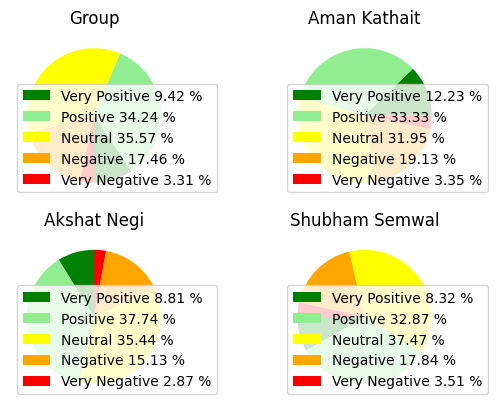 Group
Very Positive 9.42 %
Positive 34.24 %
Neutral 35.57 %
Negative 17.46 %
Very Negative 3.31 %
Aman Kathait
Very Positive 12.23 %
Positive 33.33 %
Neutral 31.95 %
Negative 19.13 %
Very Negative 3.35 %
Akshat Negi
Very Positive 8.81 %
Positive 37.74 %
Neutral 35.44 %
Negative 15.13 %
Very Negative 2.87 %
Shubham Semwal
Very Positive 8.32 %
Positive 32.87 %
Neutral 37.47 %
Negative 17.84 %
Very Negative 3.51 %